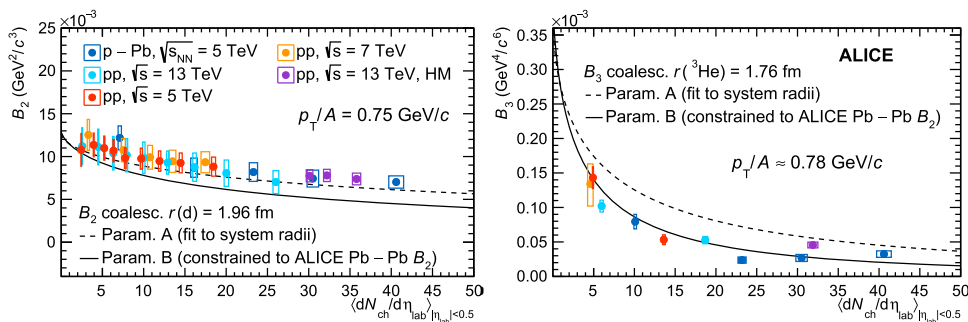 ×10⁻³
B₂ (GeV²/c³)
25
20
15
10
5
0
p − Pb, √sNN = 5 TeV
pp, √s = 7 TeV
pp, √s = 13 TeV
pp, √s = 13 TeV, HM
pp, √s = 5 TeV
pT/A = 0.75 GeV/c
B₂ coalesc. r(d) = 1.96 fm
Param. A (fit to system radii)
Param. B (constrained to ALICE Pb − Pb B₂)
5 10 15 20 25 30 35 40 45 50
⟨dNch/dηlab⟩|ηlab|<0.5
×10⁻³
B₃ (GeV⁴/c⁶)
0.35
0.30
0.25
0.20
0.15
0.10
0.05
0.00
ALICE
B₃ coalesc. r(³He) = 1.76 fm
Param. A (fit to system radii)
Param. B (constrained to ALICE Pb − Pb B₂)
pT/A ≈ 0.78 GeV/c
0 5 10 15 20 25 30 35 40 45 50
⟨dNch/dηlab⟩|ηlab|<0.5